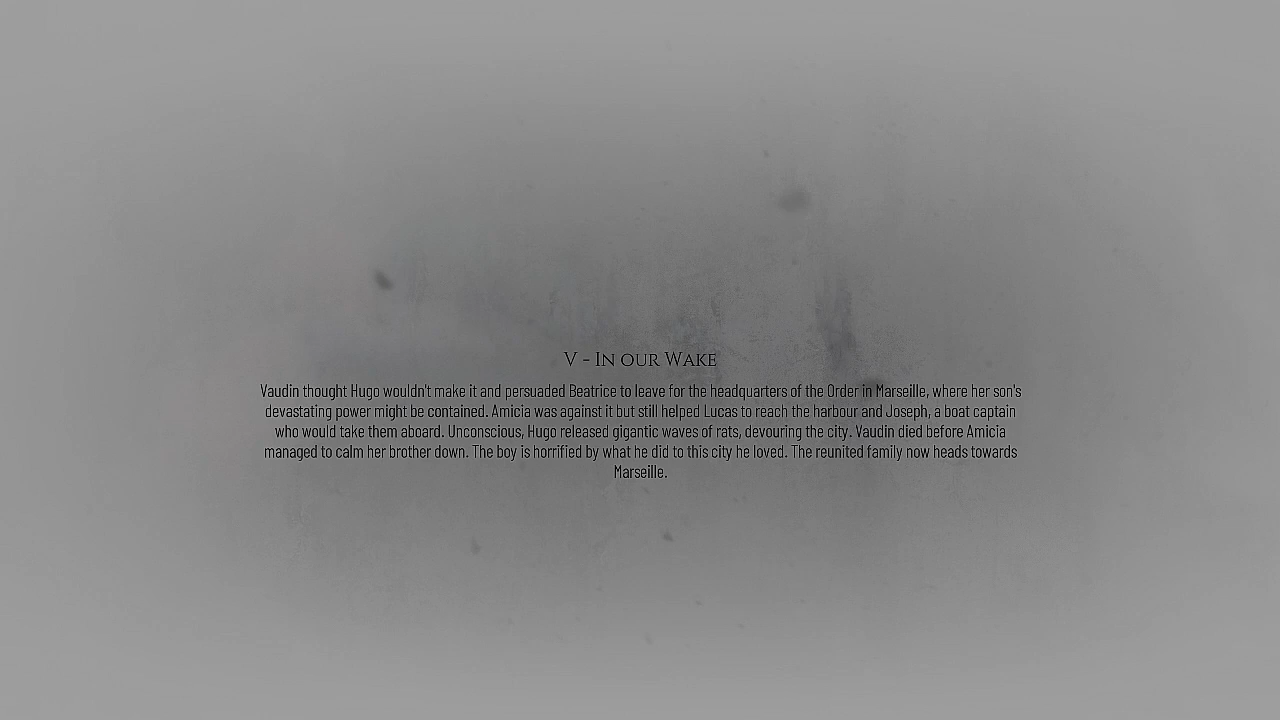 V - In our Wake
Vaudin thought Hugo wouldn't make it and persuaded Beatrice to leave for the headquarters of the Order in Marseille, where her son's
devastating power might be contained. Amicia was against it but still helped Lucas to reach the harbour and Joseph, a boat captain
who would take them aboard. Unconscious, Hugo released gigantic waves of rats, devouring the city. Vaudin died before Amicia
managed to calm her brother down. The boy is horrified by what he did to this city he loved. The reunited family now heads towards
Marseille.